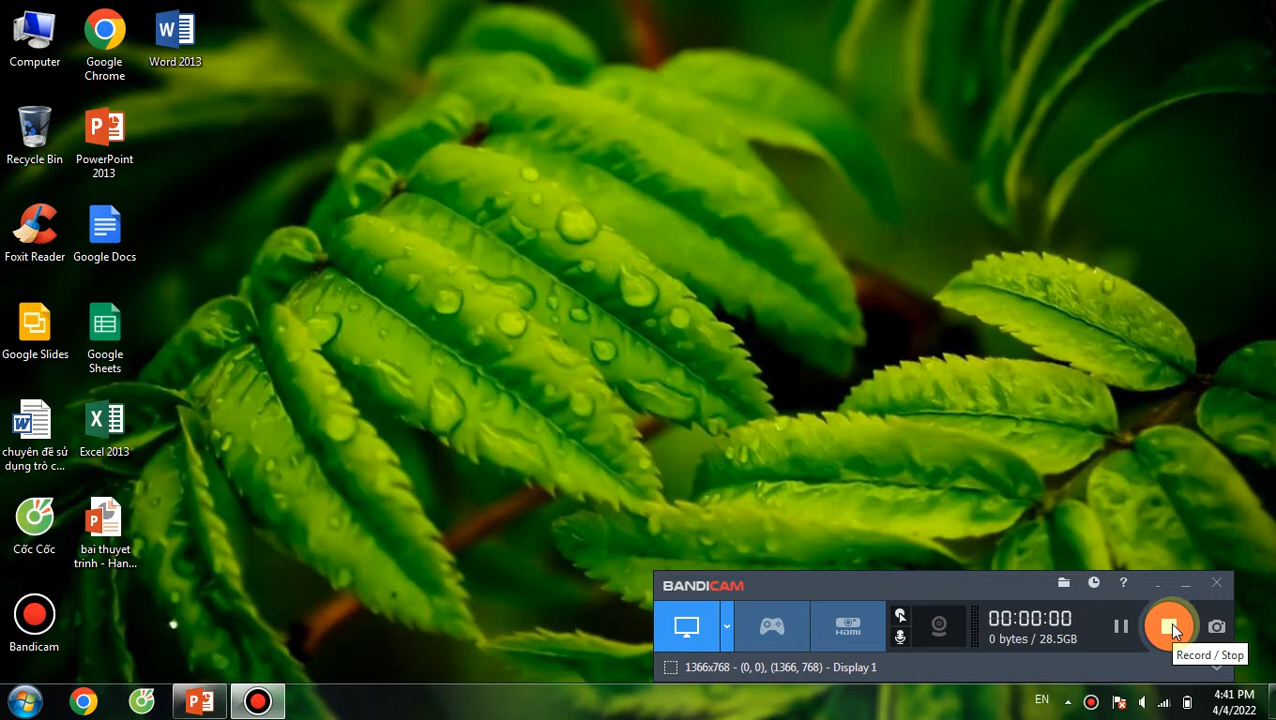 Computer
Google
Chrome
Word 2013
Recycle Bin
PowerPoint
2013
Foxit Reader
Google Docs
Google Slides
Google
Sheets
chuyên đề sử
dụng trò c...
Excel 2013
Cốc Cốc
bai thuyet
trinh - Han...
Bandicam
BANDICAM
?
HDMI
00:00:00
0 bytes / 28.5GB
Record / Stop
1366x768 - (0, 0), (1366, 768) - Display 1
EN
4:41 PM
4/4/2022